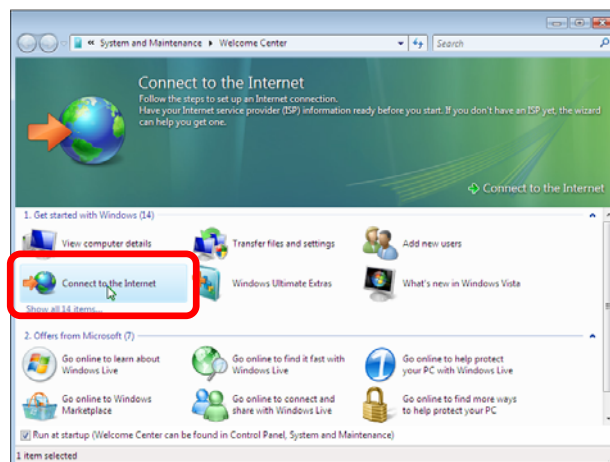 « System and Maintenance ▸ Welcome Center
Search
Connect to the Internet
Follow the steps to set up an Internet connection.
Have your Internet service provider (ISP) information ready before you start. If you don't have an ISP yet, the wizard
can help you get one.
Connect to the Internet
1. Get started with Windows (14)
View computer details
Transfer files and settings
Add new users
Connect to the Internet
Windows Ultimate Extras
What's new in Windows Vista
Show all 14 items...
2. Offers from Microsoft (7)
Go online to learn about
Windows Live
Go online to find it fast with
Windows Live
Go online to help protect
your PC with Windows Live
Go online to Windows
Marketplace
Go online to connect and
share with Windows Live
Go online to find more ways
to help protect your PC
Run at startup (Welcome Center can be found in Control Panel, System and Maintenance)
1 item selected